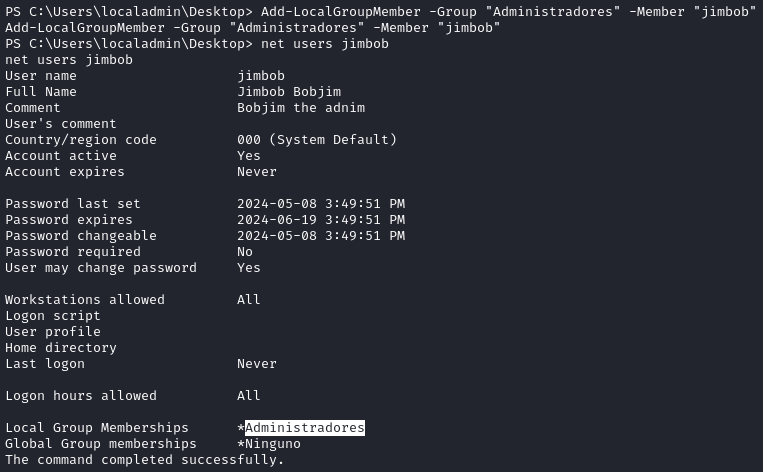 PS C:\Users\localadmin\Desktop> Add-LocalGroupMember -Group "Administradores" -Member "jimbob"
Add-LocalGroupMember -Group "Administradores" -Member "jimbob"
PS C:\Users\localadmin\Desktop> net users jimbob
net users jimbob
User name                    jimbob
Full Name                    Jimbob Bobjim
Comment                      Bobjim the adnim
User's comment
Country/region code          000 (System Default)
Account active               Yes
Account expires              Never

Password last set            2024-05-08 3:49:51 PM
Password expires             2024-06-19 3:49:51 PM
Password changeable          2024-05-08 3:49:51 PM
Password required            No
User may change password     Yes

Workstations allowed         All
Logon script
User profile
Home directory
Last logon                   Never

Logon hours allowed          All

Local Group Memberships      *Administradores
Global Group memberships     *Ninguno
The command completed successfully.